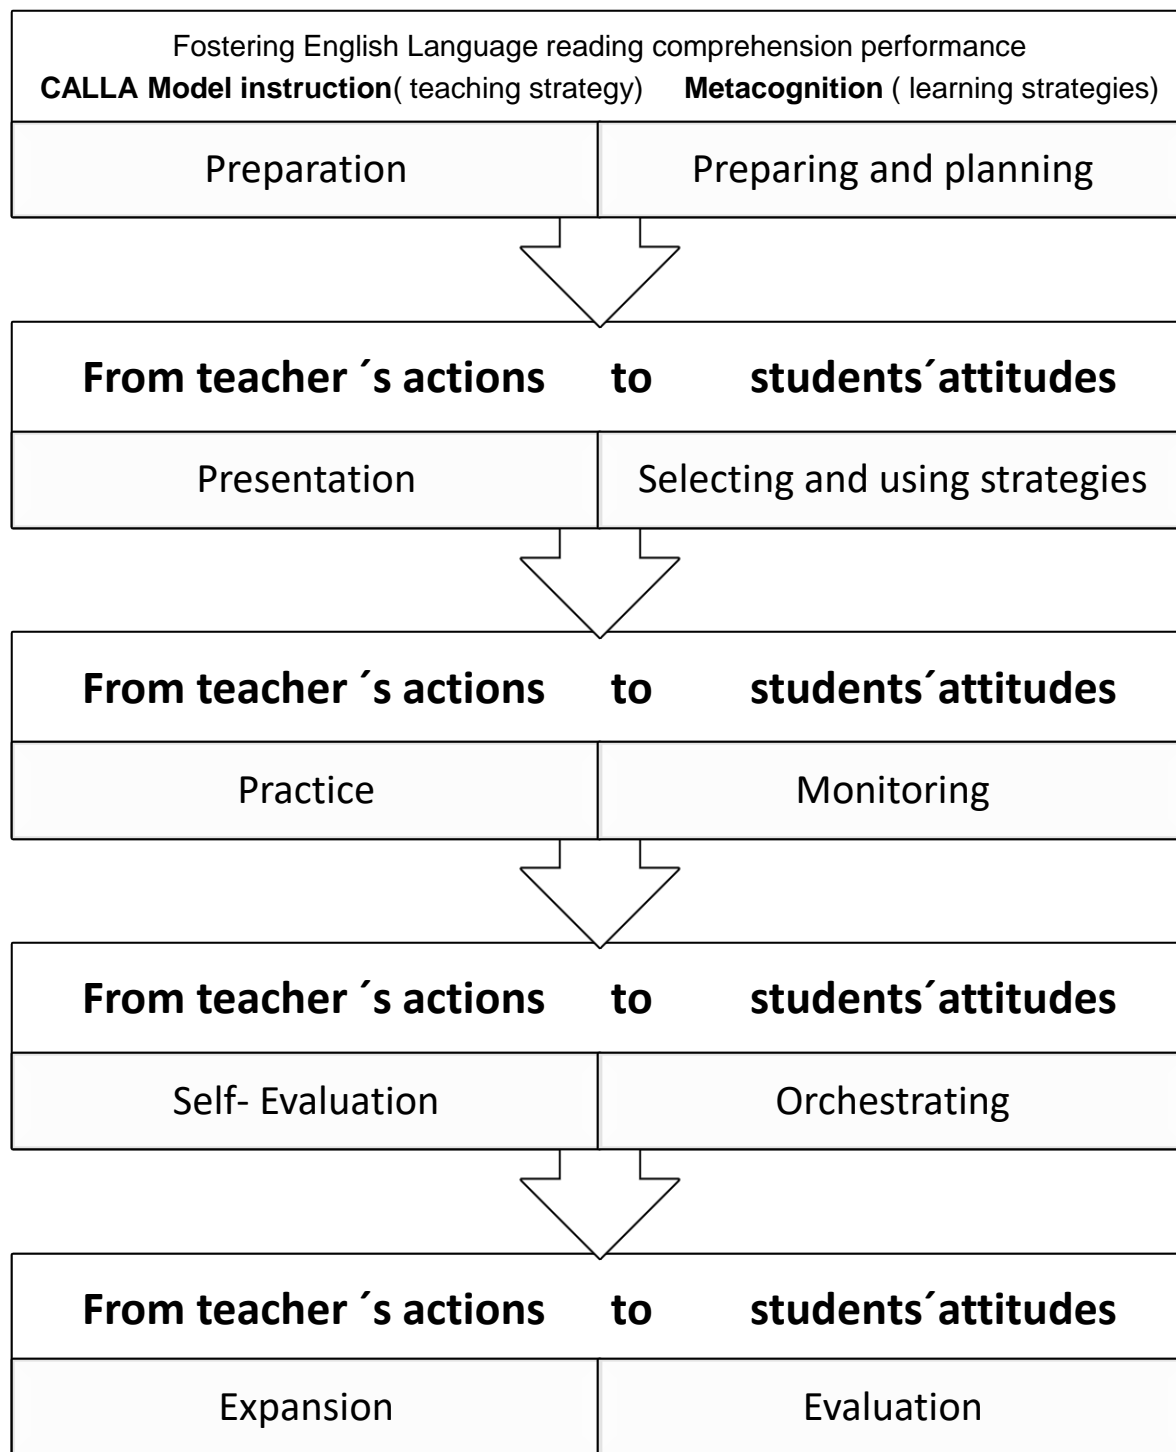 Fostering English Language reading comprehension performance
CALLA Model instruction( teaching strategy) Metacognition ( learning strategies)
Preparation Preparing and planning
From teacher ´s actions to students´attitudes
Presentation Selecting and using strategies
From teacher ´s actions to students´attitudes
Practice Monitoring
From teacher ´s actions to students´attitudes
Self- Evaluation Orchestrating
From teacher ´s actions to students´attitudes
Expansion Evaluation